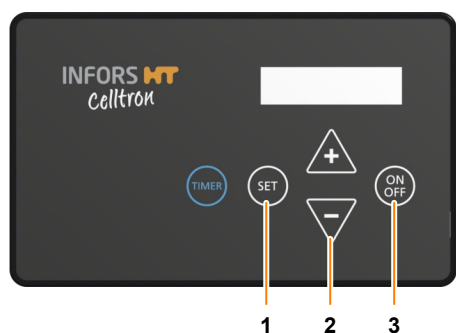 INFORS HT
Celltron
+
TIMER
SET
ON
OFF
−
1 2 3